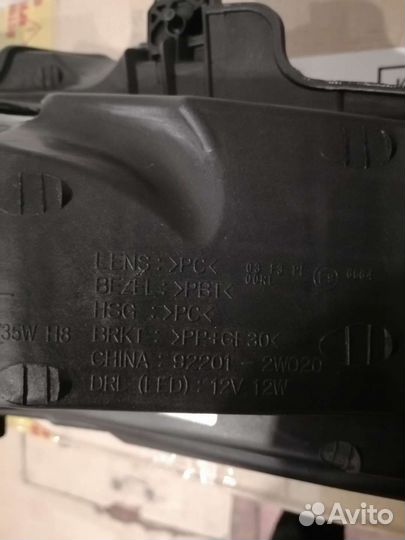 LENS : >PC<
BEZEL : >PBT<
HSG : >PC<
35W H8 BRKT : >PP+GF30<
CHINA : 92201 - 2W020
DRL (LED) : 12V 12W
Avito